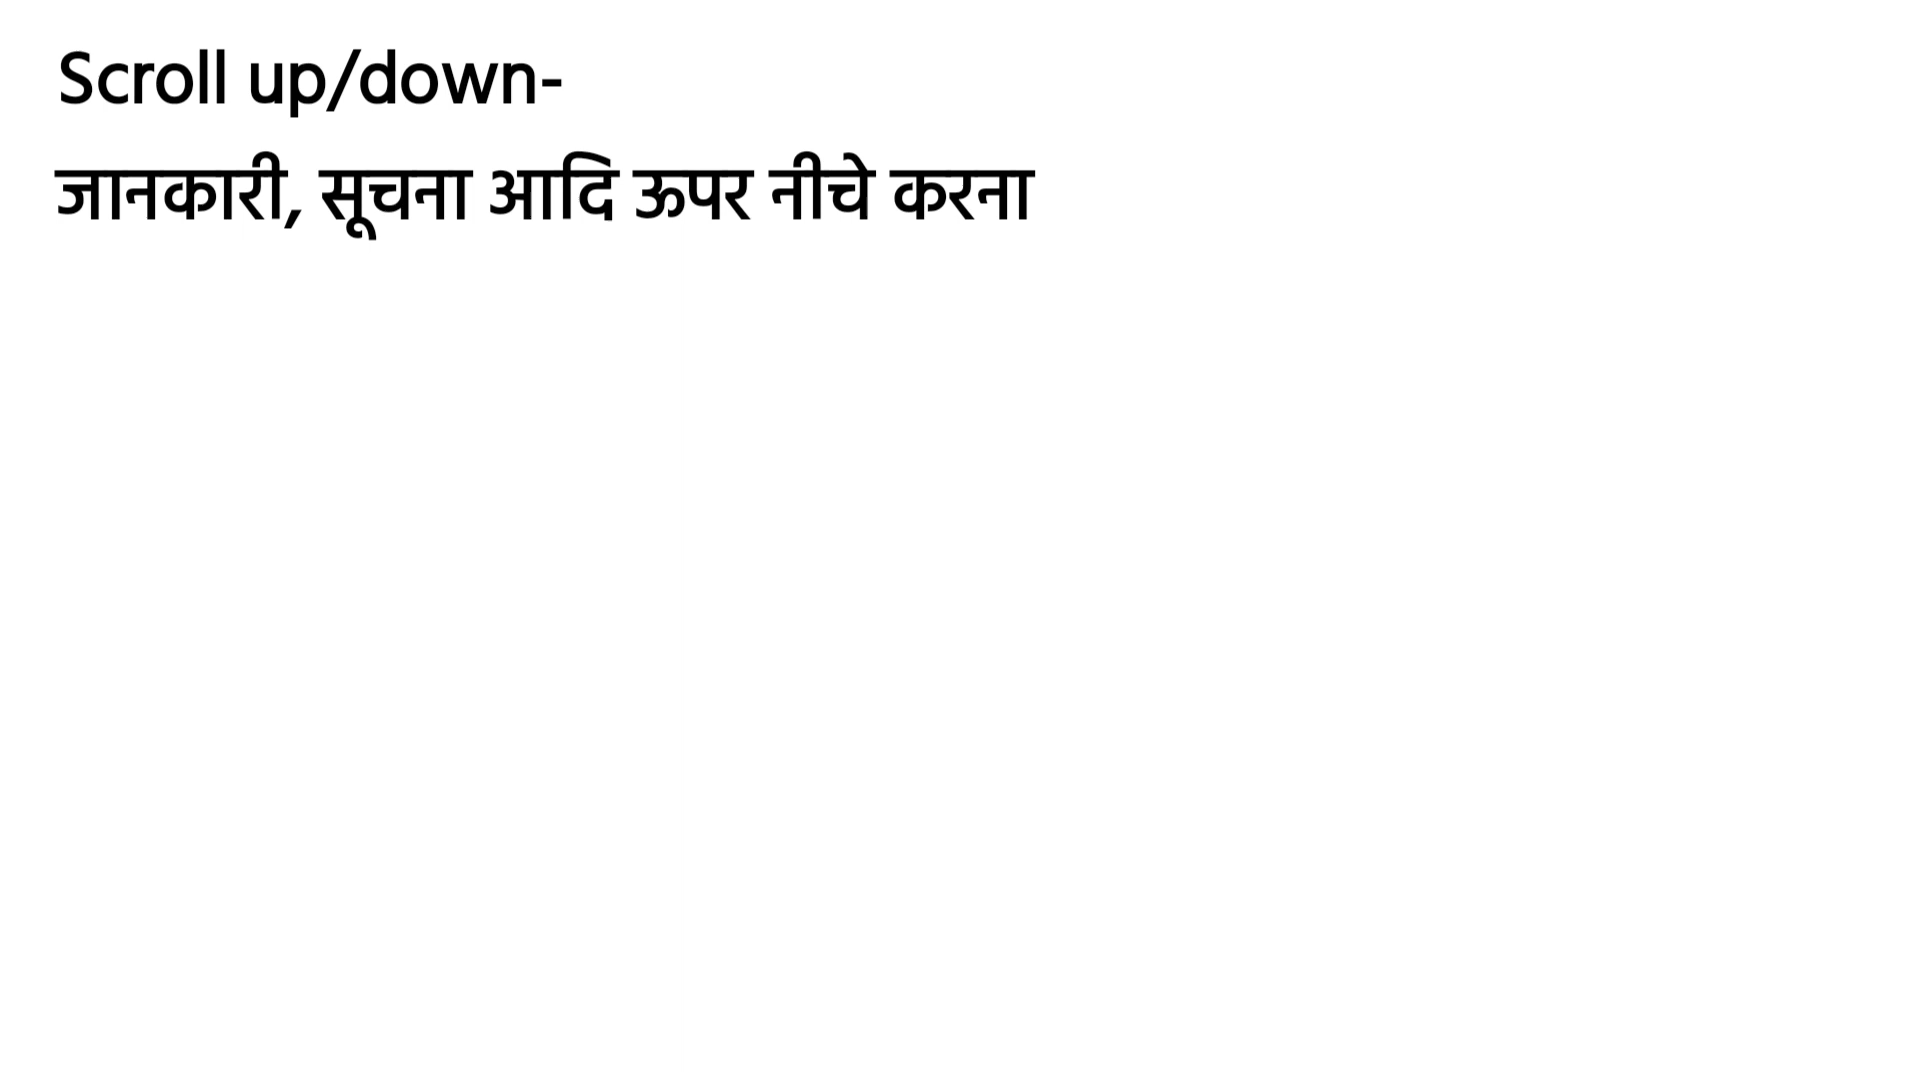 Scroll up/down-
जानकारी, सूचना आदि ऊपर नीचे करना